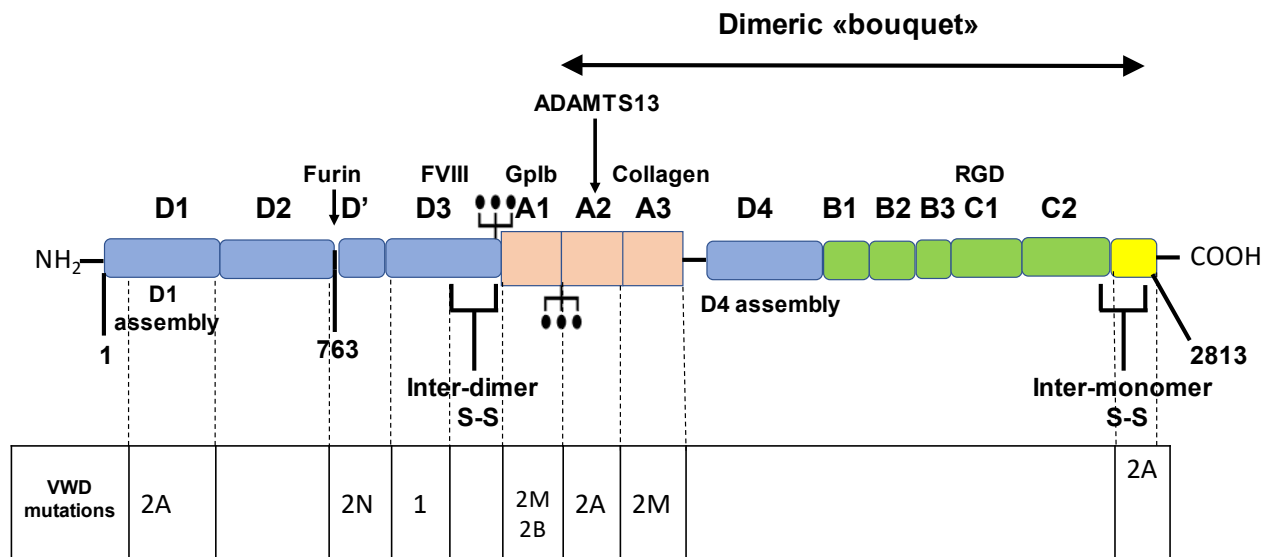 Dimeric «bouquet»
ADAMTS13
Furin FVIII GpIb Collagen RGD
D1 D2 D’ D3 A1 A2 A3 D4 B1 B2 B3 C1 C2
NH2 COOH
D1
assembly
D4 assembly
1
763
2813
Inter-dimer
S-S
Inter-monomer
S-S
VWD
mutations
2A
2N
1
2M
2B
2A
2M
2A